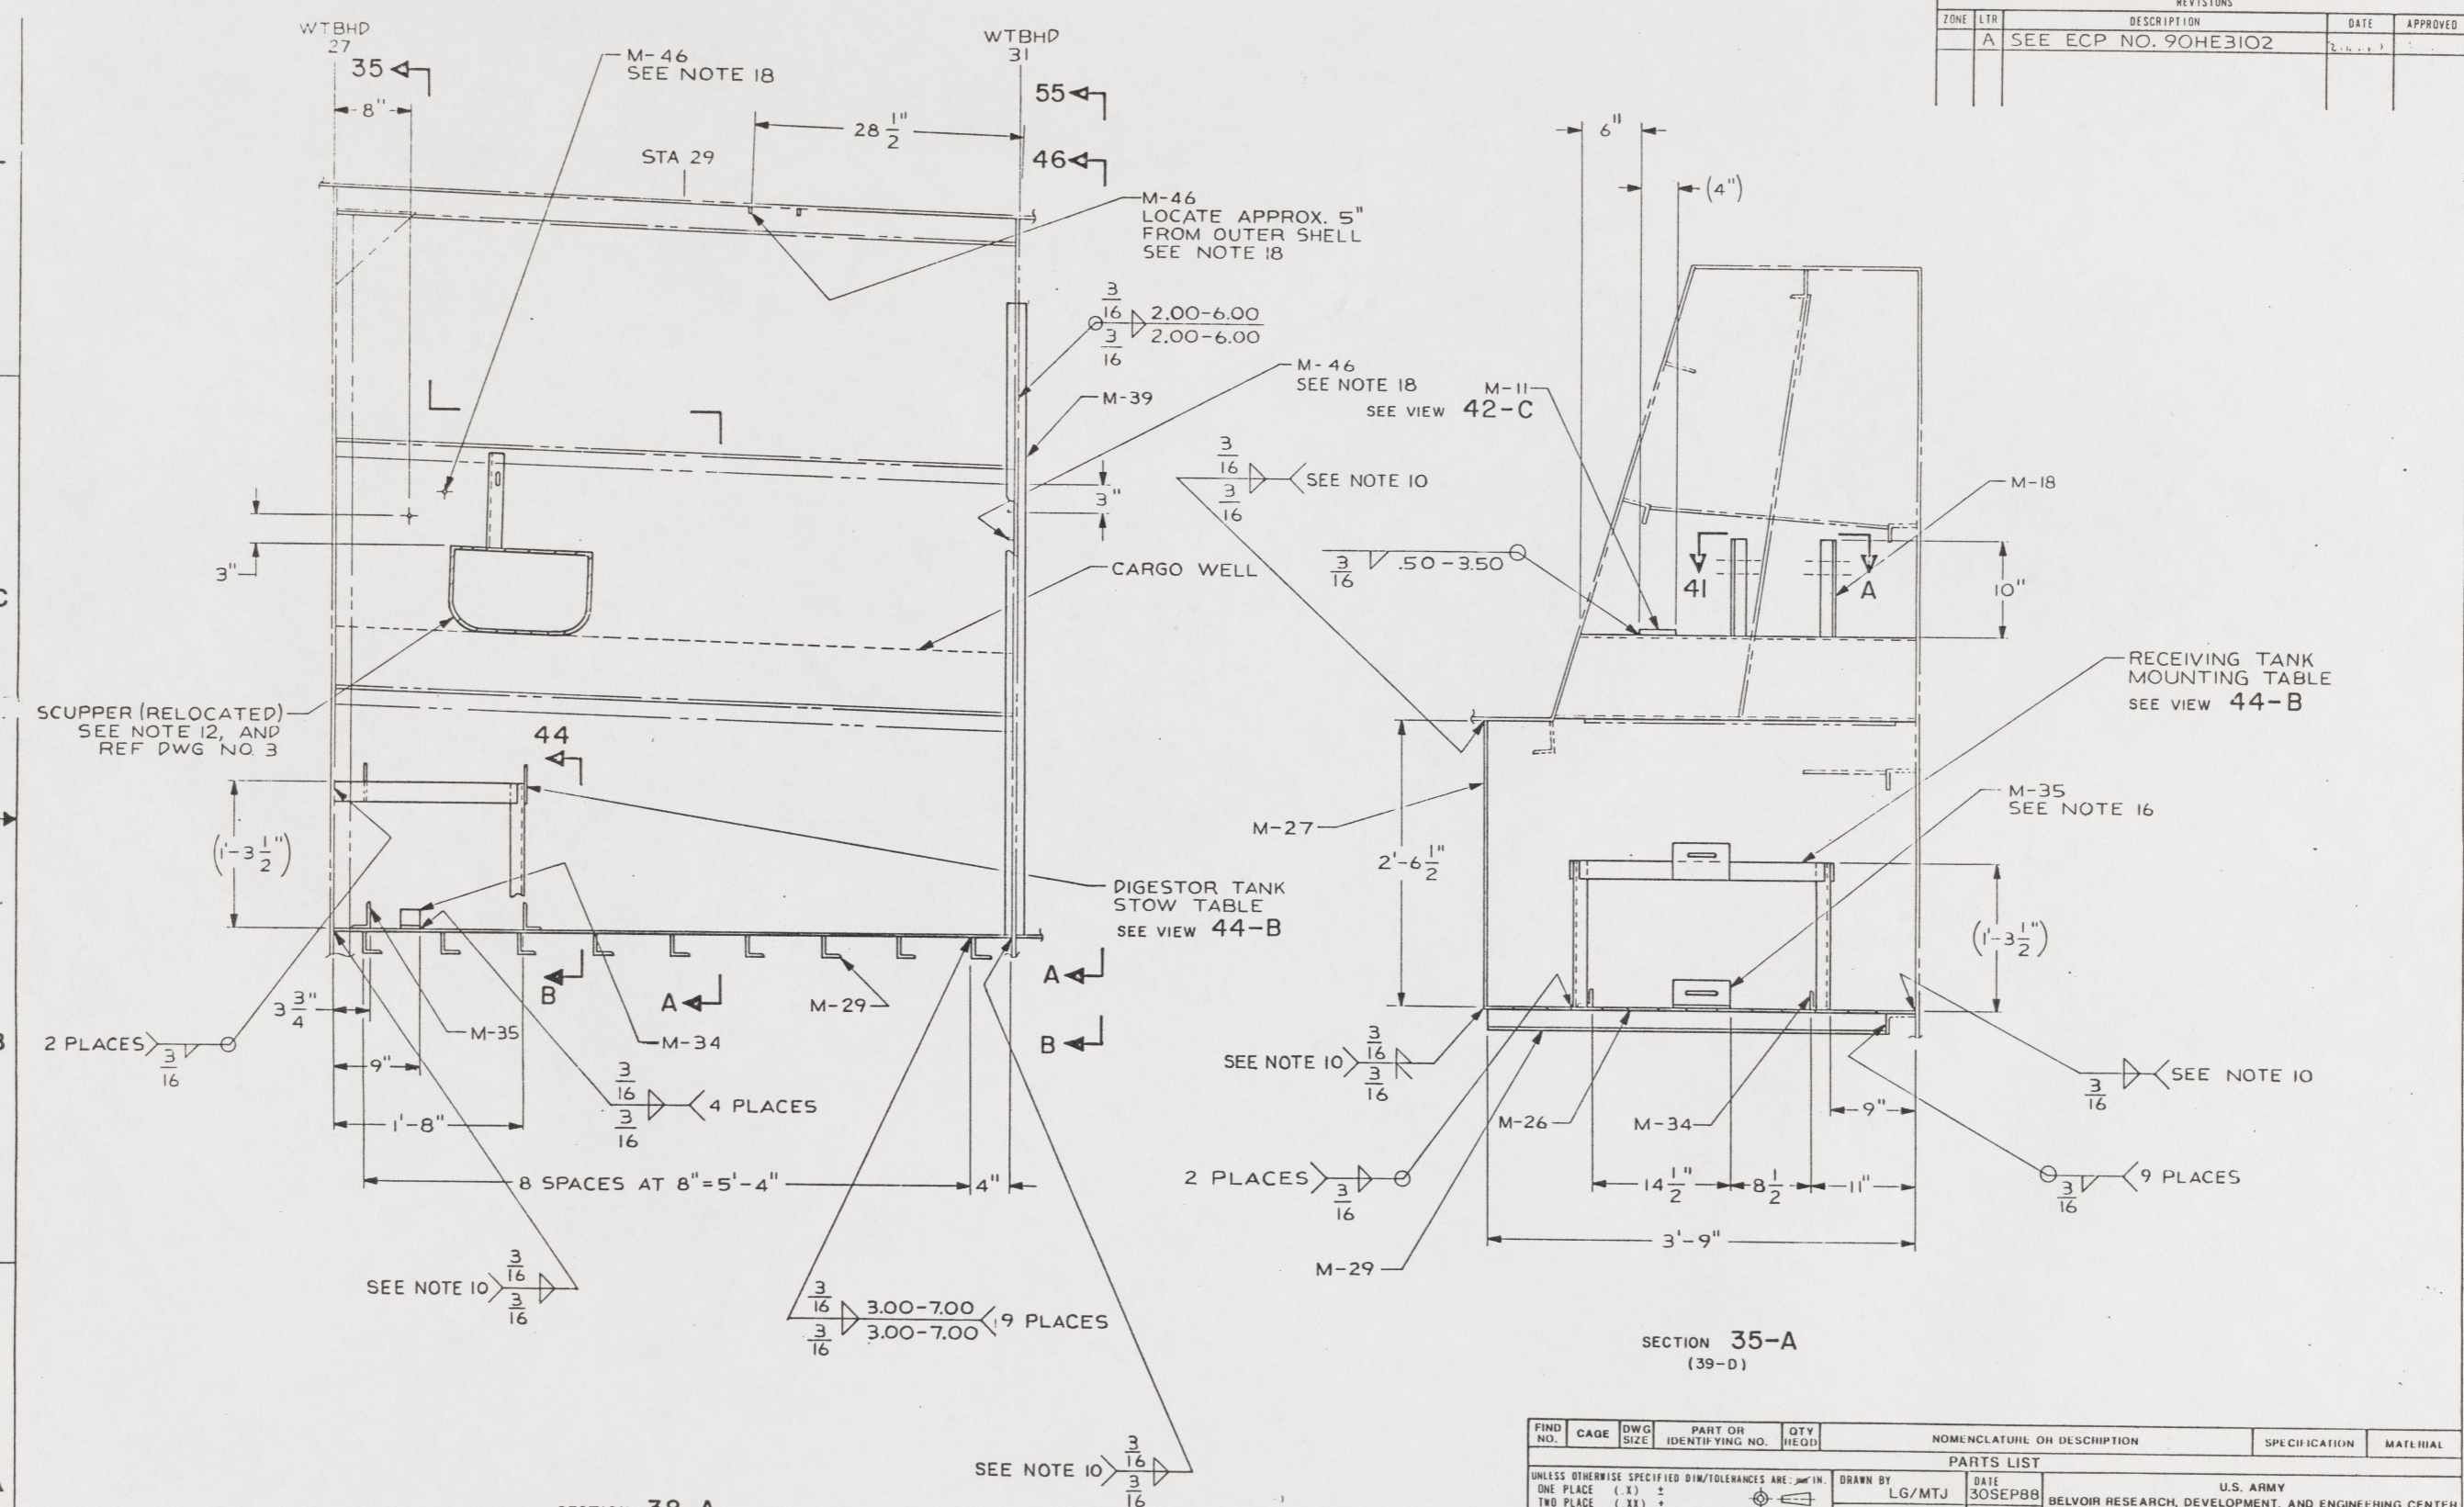 REVISIONS
ZONE LTR DESCRIPTION DATE APPROVED
A SEE ECP NO. 90HE3102
WTBHD
27
35
8"
M-46
SEE NOTE 18
STA 29
28 1/2"
WTBHD
31
55
46
M-46
LOCATE APPROX. 5"
FROM OUTER SHELL
SEE NOTE 18
3/16 2.00-6.00
3/16 2.00-6.00
M-46
SEE NOTE 18
M-39
3"
3"
CARGO WELL
SCUPPER (RELOCATED)
SEE NOTE 12, AND
REF DWG NO. 3
44
(1'-3 1/2")
DIGESTOR TANK
STOW TABLE
SEE VIEW 44-B
B
A
M-29
A
B
3 3/4"
M-35
M-34
2 PLACES 3/16
9"
3/16
3/16
4 PLACES
1'-8"
8 SPACES AT 8"=5'-4"
4"
SEE NOTE 10 3/16
3/16
3/16 3.00-7.00
3/16 3.00-7.00
9 PLACES
SEE NOTE 10 3/16
3/16
6"
(4")
M-11
SEE VIEW 42-C
3/16
3/16
SEE NOTE 10
3/16 .50-3.50
M-18
41
A
10"
RECEIVING TANK
MOUNTING TABLE
SEE VIEW 44-B
M-35
SEE NOTE 16
M-27
2'-6 1/2"
(1'-3 1/2")
SEE NOTE 10 3/16
3/16
M-26
M-34
9"
3/16 SEE NOTE 10
2 PLACES 3/16
14 1/2"
8 1/2
11"
3/16 9 PLACES
3'-9"
M-29
SECTION 35-A
(39-D)
FIND NO. CAGE DWG SIZE PART OR IDENTIFYING NO. QTY REQD NOMENCLATURE OR DESCRIPTION SPECIFICATION MATERIAL
PARTS LIST
UNLESS OTHERWISE SPECIFIED DIM/TOLERANCES ARE: IN.
ONE PLACE (.X) ±
TWO PLACE (.XX) ±
DRAWN BY
LG/MTJ
DATE
30SEP88
U.S. ARMY
BELVOIR RESEARCH, DEVELOPMENT, AND ENGINEERING CENTER